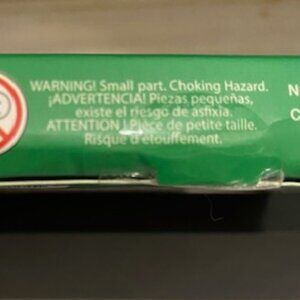 WARNING! Small part. Choking Hazard.
¡ADVERTENCIA! Piezas pequeñas,
existe el riesgo de asfixia.
ATTENTION ! Pièce de petite taille.
Risque d'étouffement.